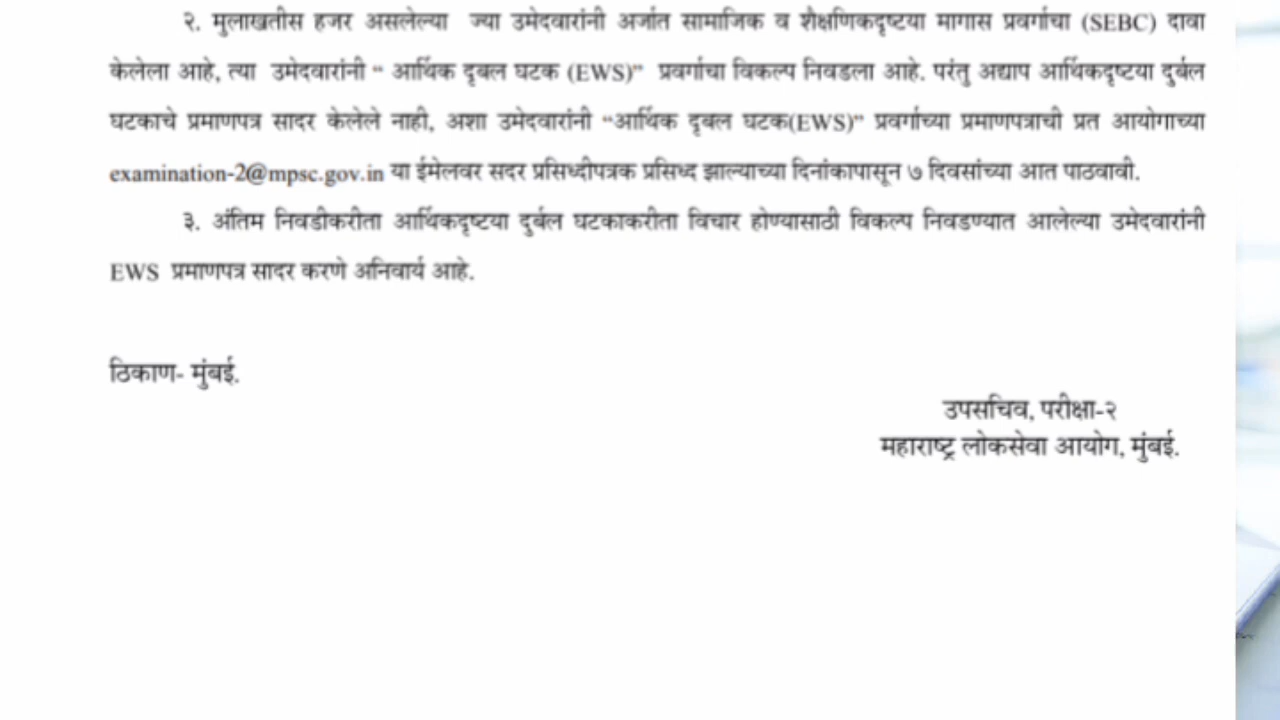 २. मुलाखतीस हजर असलेल्या ज्या उमेदवारांनी अर्जात सामाजिक व शैक्षणिकदृष्टया मागास प्रवर्गाचा (SEBC) दावा
केलेला आहे, त्या उमेदवारांनी “ आर्थिक दृबल घटक (EWS)” प्रवर्गाचा विकल्प निवडला आहे. परंतु अद्याप आर्थिकदृष्टया दुर्बल
घटकाचे प्रमाणपत्र सादर केलेले नाही, अशा उमेदवारांनी “आर्थिक दृबल घटक(EWS)” प्रवर्गाच्या प्रमाणपत्राची प्रत आयोगाच्या
examination-2@mpsc.gov.in या ईमेलवर सदर प्रसिध्दीपत्रक प्रसिध्द झाल्याच्या दिनांकापासून ७ दिवसांच्या आत पाठवावी.
३. अंतिम निवडीकरीता आर्थिकदृष्टया दुर्बल घटकाकरीता विचार होण्यासाठी विकल्प निवडण्यात आलेल्या उमेदवारांनी
EWS प्रमाणपत्र सादर करणे अनिवार्य आहे.
ठिकाण- मुंबई.
उपसचिव, परीक्षा-२
महाराष्ट्र लोकसेवा आयोग, मुंबई.